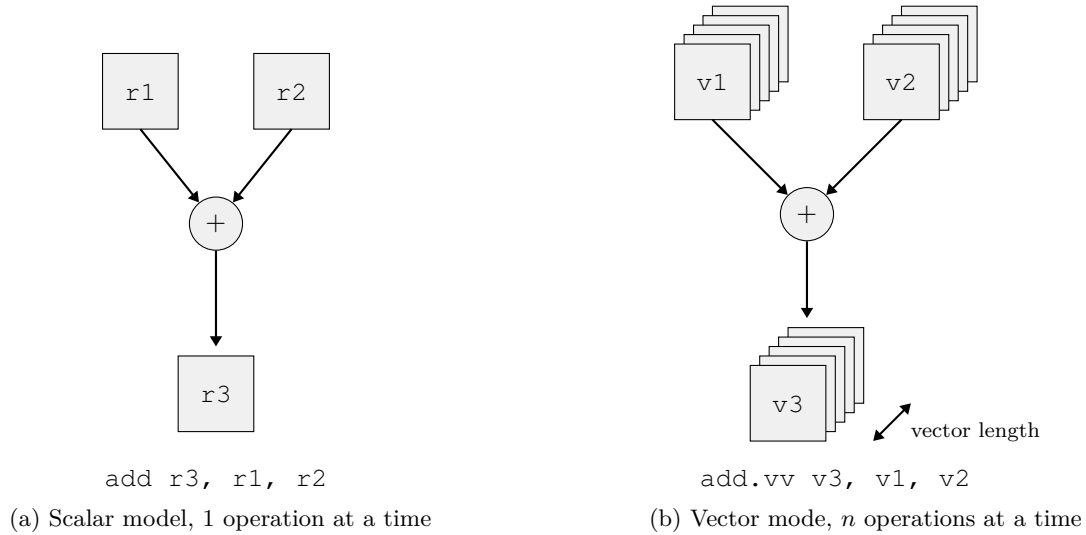 r1
r2
+
r3
add r3, r1, r2
(a) Scalar model, 1 operation at a time
v1
v2
+
v3
vector length
add.vv v3, v1, v2
(b) Vector mode, n operations at a time